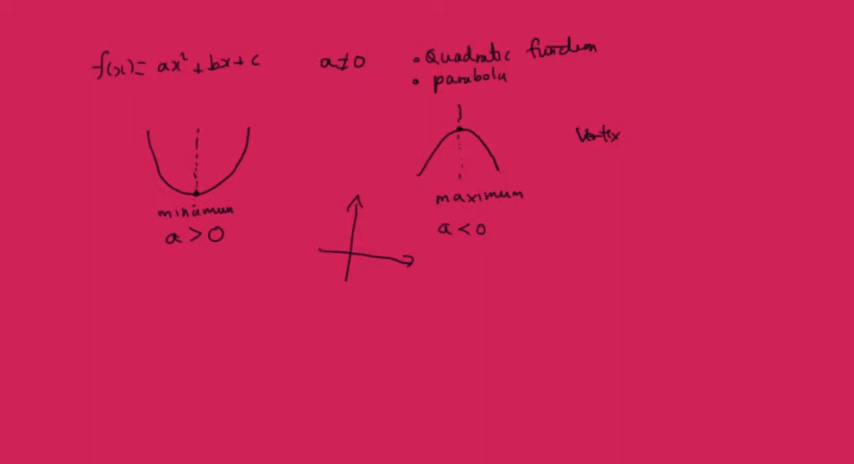 f(x) = ax² + bx + c    a ≠ 0    • Quadratic function
• parabola
Vertex
minimum    maximum
a > 0    a < 0